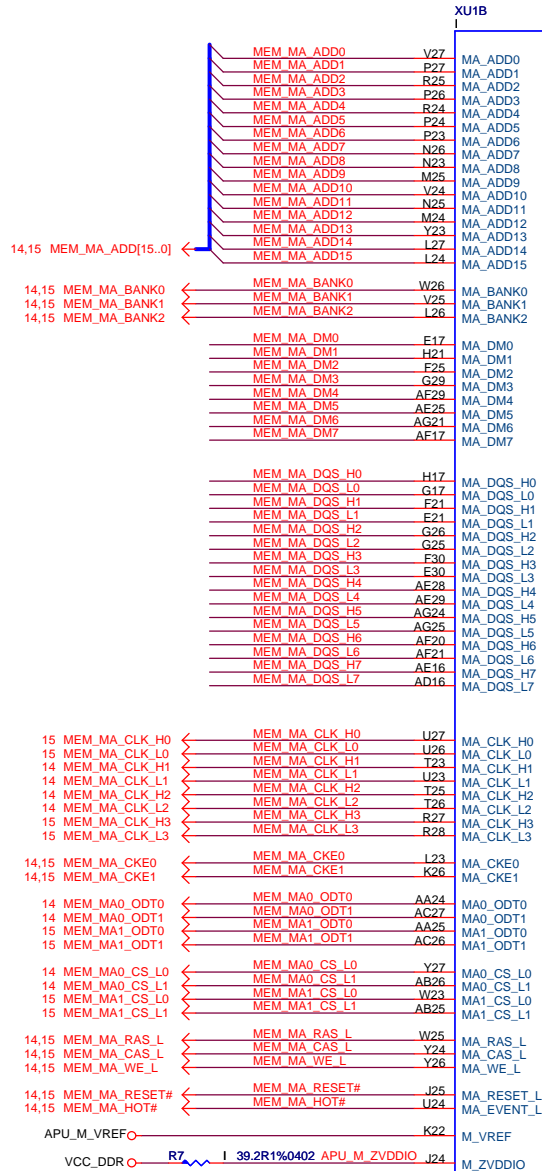 XU1B
MEM_MA_ADD0 V27 MA_ADD0
MEM_MA_ADD1 P27 MA_ADD1
MEM_MA_ADD2 R25 MA_ADD2
MEM_MA_ADD3 P26 MA_ADD3
MEM_MA_ADD4 R24 MA_ADD4
MEM_MA_ADD5 P24 MA_ADD5
MEM_MA_ADD6 P23 MA_ADD6
MEM_MA_ADD7 N26 MA_ADD7
MEM_MA_ADD8 N23 MA_ADD8
MEM_MA_ADD9 M25 MA_ADD9
MEM_MA_ADD10 V24 MA_ADD10
MEM_MA_ADD11 N25 MA_ADD11
MEM_MA_ADD12 M24 MA_ADD12
MEM_MA_ADD13 Y23 MA_ADD13
14,15 MEM_MA_ADD[15..0] MEM_MA_ADD14 L27 MA_ADD14
MEM_MA_ADD15 L24 MA_ADD15
14,15 MEM_MA_BANK0 MEM_MA_BANK0 W26 MA_BANK0
14,15 MEM_MA_BANK1 MEM_MA_BANK1 V25 MA_BANK1
14,15 MEM_MA_BANK2 MEM_MA_BANK2 L26 MA_BANK2
MEM_MA_DM0 E17 MA_DM0
MEM_MA_DM1 H21 MA_DM1
MEM_MA_DM2 F25 MA_DM2
MEM_MA_DM3 G29 MA_DM3
MEM_MA_DM4 AF29 MA_DM4
MEM_MA_DM5 AE25 MA_DM5
MEM_MA_DM6 AG21 MA_DM6
MEM_MA_DM7 AF17 MA_DM7
MEM_MA_DQS_H0 H17 MA_DQS_H0
MEM_MA_DQS_L0 G17 MA_DQS_L0
MEM_MA_DQS_H1 F21 MA_DQS_H1
MEM_MA_DQS_L1 E21 MA_DQS_L1
MEM_MA_DQS_H2 G26 MA_DQS_H2
MEM_MA_DQS_L2 G25 MA_DQS_L2
MEM_MA_DQS_H3 F30 MA_DQS_H3
MEM_MA_DQS_L3 E30 MA_DQS_L3
MEM_MA_DQS_H4 AE28 MA_DQS_H4
MEM_MA_DQS_L4 AE29 MA_DQS_L4
MEM_MA_DQS_H5 AG24 MA_DQS_H5
MEM_MA_DQS_L5 AG25 MA_DQS_L5
MEM_MA_DQS_H6 AF20 MA_DQS_H6
MEM_MA_DQS_L6 AF21 MA_DQS_L6
MEM_MA_DQS_H7 AE16 MA_DQS_H7
MEM_MA_DQS_L7 AD16 MA_DQS_L7
15 MEM_MA_CLK_H0 MEM_MA_CLK_H0 U27 MA_CLK_H0
15 MEM_MA_CLK_L0 MEM_MA_CLK_L0 U26 MA_CLK_L0
14 MEM_MA_CLK_H1 MEM_MA_CLK_H1 T23 MA_CLK_H1
14 MEM_MA_CLK_L1 MEM_MA_CLK_L1 U23 MA_CLK_L1
14 MEM_MA_CLK_H2 MEM_MA_CLK_H2 T25 MA_CLK_H2
14 MEM_MA_CLK_L2 MEM_MA_CLK_L2 T26 MA_CLK_L2
15 MEM_MA_CLK_H3 MEM_MA_CLK_H3 R27 MA_CLK_H3
15 MEM_MA_CLK_L3 MEM_MA_CLK_L3 R28 MA_CLK_L3
14,15 MEM_MA_CKE0 MEM_MA_CKE0 L23 MA_CKE0
14,15 MEM_MA_CKE1 MEM_MA_CKE1 K26 MA_CKE1
14 MEM_MA0_ODT0 MEM_MA0_ODT0 AA24 MA0_ODT0
14 MEM_MA0_ODT1 MEM_MA0_ODT1 AC27 MA0_ODT1
15 MEM_MA1_ODT0 MEM_MA1_ODT0 AA25 MA1_ODT0
15 MEM_MA1_ODT1 MEM_MA1_ODT1 AC26 MA1_ODT1
14 MEM_MA0_CS_L0 MEM_MA0_CS_L0 Y27 MA0_CS_L0
14 MEM_MA0_CS_L1 MEM_MA0_CS_L1 AB26 MA0_CS_L1
15 MEM_MA1_CS_L0 MEM_MA1_CS_L0 W23 MA1_CS_L0
15 MEM_MA1_CS_L1 MEM_MA1_CS_L1 AB25 MA1_CS_L1
14,15 MEM_MA_RAS_L MEM_MA_RAS_L W25 MA_RAS_L
14,15 MEM_MA_CAS_L MEM_MA_CAS_L Y24 MA_CAS_L
14,15 MEM_MA_WE_L MEM_MA_WE_L Y26 MA_WE_L
14,15 MEM_MA_RESET# MEM_MA_RESET# J25 MA_RESET_L
14,15 MEM_MA_HOT# MEM_MA_HOT# U24 MA_EVENT_L
APU_M_VREF K22 M_VREF
VCC_DDR R7 I 39.2R1%0402 APU_M_ZVDDIO J24 M_ZVDDIO